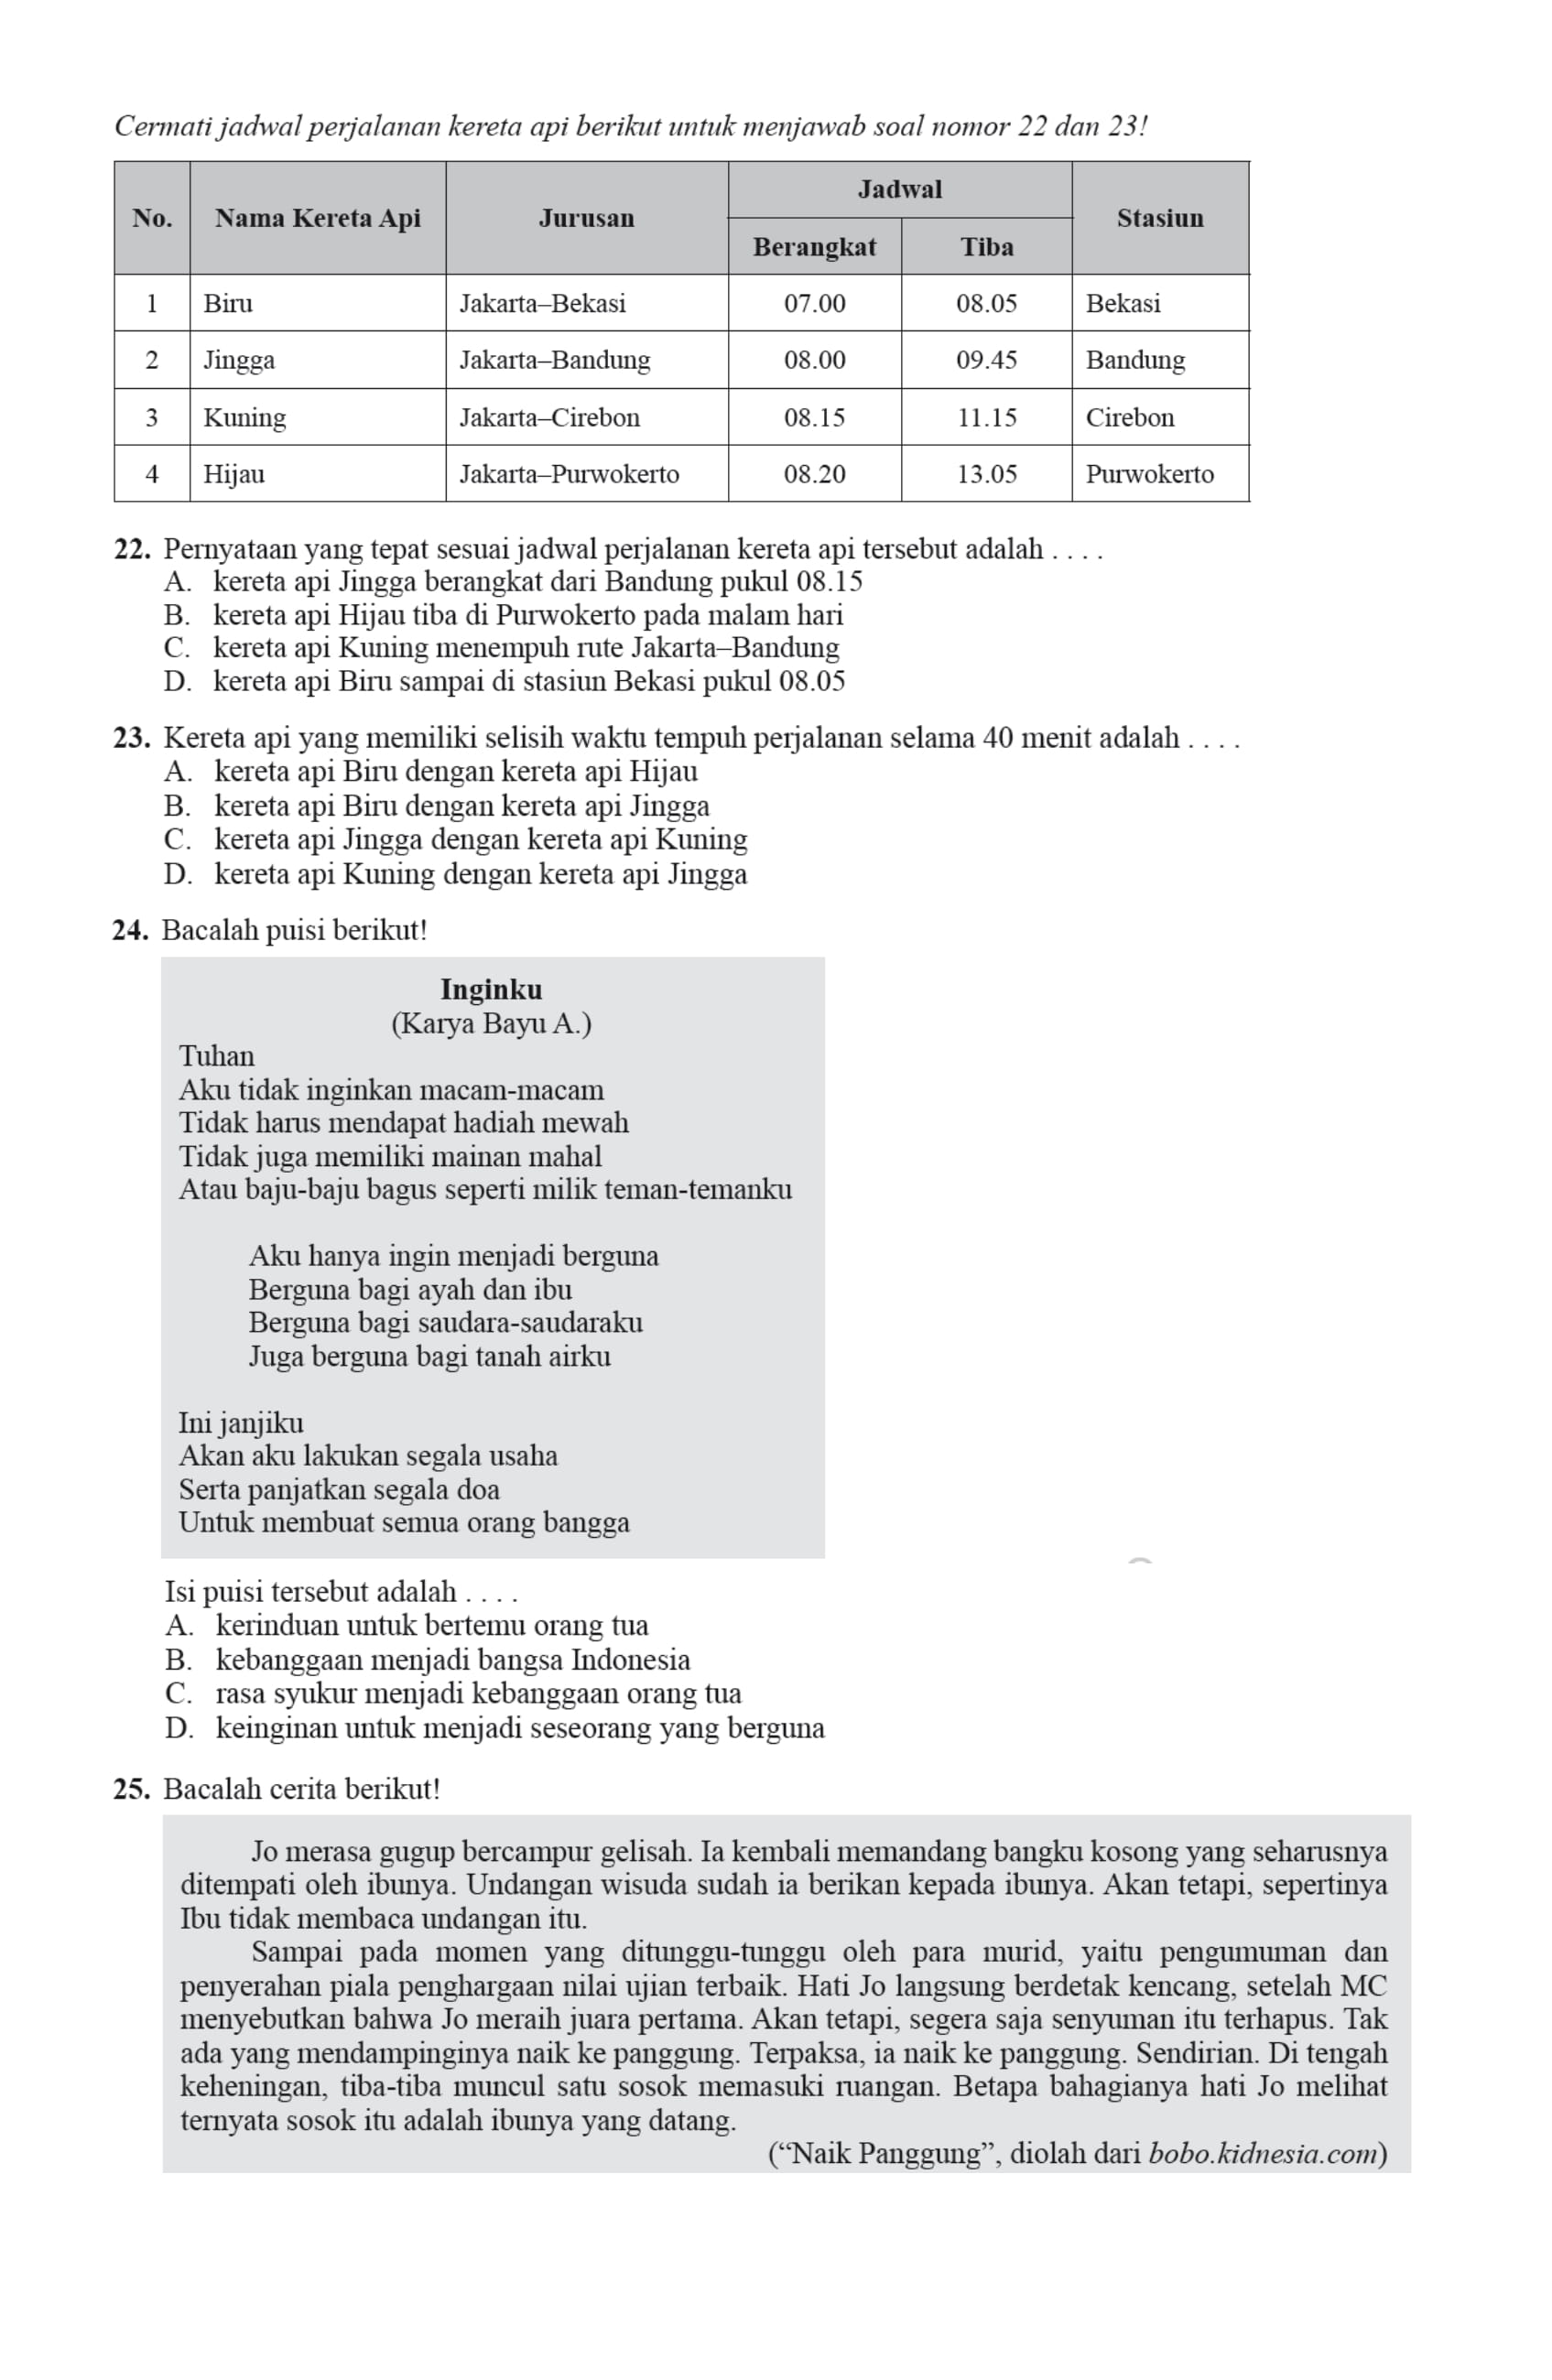 Cermati jadwal perjalanan kereta api berikut untuk menjawab soal nomor 22 dan 23!
No. Nama Kereta Api Jurusan Jadwal Stasiun
Berangkat Tiba
1 Biru Jakarta–Bekasi 07.00 08.05 Bekasi
2 Jingga Jakarta–Bandung 08.00 09.45 Bandung
3 Kuning Jakarta–Cirebon 08.15 11.15 Cirebon
4 Hijau Jakarta–Purwokerto 08.20 13.05 Purwokerto
22. Pernyataan yang tepat sesuai jadwal perjalanan kereta api tersebut adalah . . . .
A. kereta api Jingga berangkat dari Bandung pukul 08.15
B. kereta api Hijau tiba di Purwokerto pada malam hari
C. kereta api Kuning menempuh rute Jakarta–Bandung
D. kereta api Biru sampai di stasiun Bekasi pukul 08.05
23. Kereta api yang memiliki selisih waktu tempuh perjalanan selama 40 menit adalah . . . .
A. kereta api Biru dengan kereta api Hijau
B. kereta api Biru dengan kereta api Jingga
C. kereta api Jingga dengan kereta api Kuning
D. kereta api Kuning dengan kereta api Jingga
24. Bacalah puisi berikut!
Inginku
(Karya Bayu A.)
Tuhan
Aku tidak inginkan macam-macam
Tidak harus mendapat hadiah mewah
Tidak juga memiliki mainan mahal
Atau baju-baju bagus seperti milik teman-temanku
Aku hanya ingin menjadi berguna
Berguna bagi ayah dan ibu
Berguna bagi saudara-saudaraku
Juga berguna bagi tanah airku
Ini janjiku
Akan aku lakukan segala usaha
Serta panjatkan segala doa
Untuk membuat semua orang bangga
Isi puisi tersebut adalah . . . .
A. kerinduan untuk bertemu orang tua
B. kebanggaan menjadi bangsa Indonesia
C. rasa syukur menjadi kebanggaan orang tua
D. keinginan untuk menjadi seseorang yang berguna
25. Bacalah cerita berikut!
Jo merasa gugup bercampur gelisah. Ia kembali memandang bangku kosong yang seharusnya
ditempati oleh ibunya. Undangan wisuda sudah ia berikan kepada ibunya. Akan tetapi, sepertinya
Ibu tidak membaca undangan itu.
Sampai pada momen yang ditunggu-tunggu oleh para murid, yaitu pengumuman dan
penyerahan piala penghargaan nilai ujian terbaik. Hati Jo langsung berdetak kencang, setelah MC
menyebutkan bahwa Jo meraih juara pertama. Akan tetapi, segera saja senyuman itu terhapus. Tak
ada yang mendampinginya naik ke panggung. Terpaksa, ia naik ke panggung. Sendirian. Di tengah
keheningan, tiba-tiba muncul satu sosok memasuki ruangan. Betapa bahagianya hati Jo melihat
ternyata sosok itu adalah ibunya yang datang.
(“Naik Panggung”, diolah dari bobo.kidnesia.com)